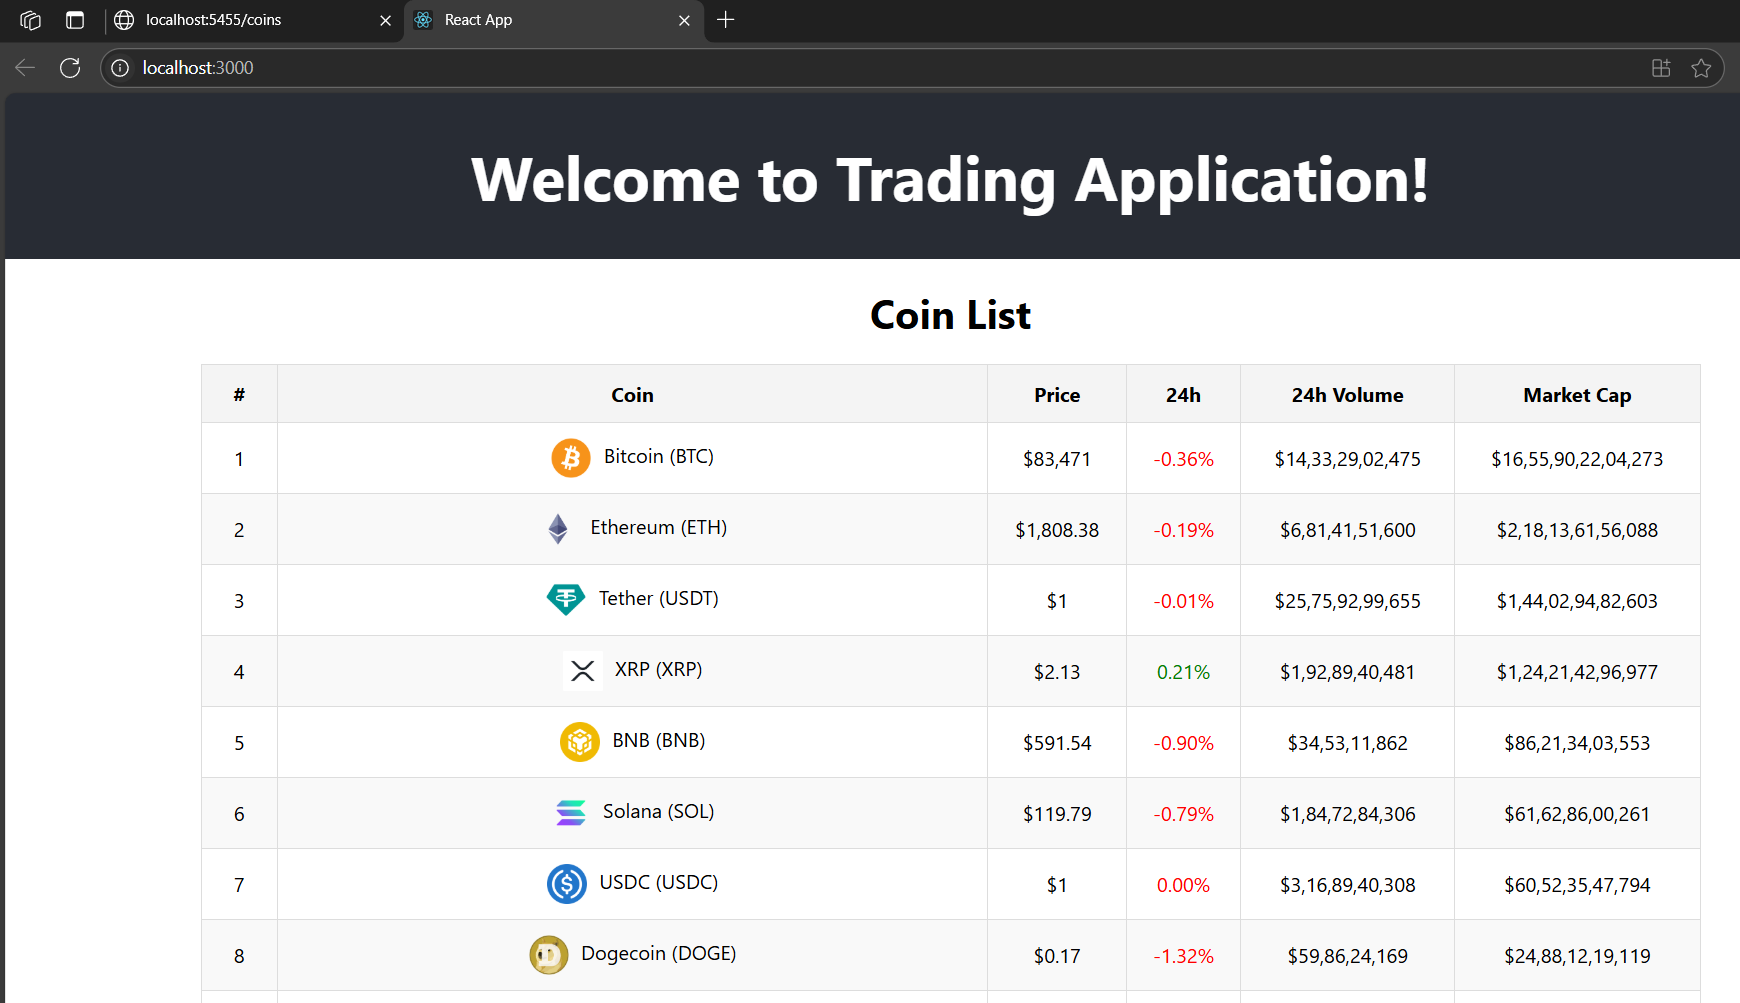 localhost:5455/coins React App
localhost:3000
Welcome to Trading Application!
Coin List
# Coin Price 24h 24h Volume Market Cap
1 Bitcoin (BTC) $83,471 -0.36% $14,33,29,02,475 $16,55,90,22,04,273
2 Ethereum (ETH) $1,808.38 -0.19% $6,81,41,51,600 $2,18,13,61,56,088
3 Tether (USDT) $1 -0.01% $25,75,92,99,655 $1,44,02,94,82,603
4 XRP (XRP) $2.13 0.21% $1,92,89,40,481 $1,24,21,42,96,977
5 BNB (BNB) $591.54 -0.90% $34,53,11,862 $86,21,34,03,553
6 Solana (SOL) $119.79 -0.79% $1,84,72,84,306 $61,62,86,00,261
7 USDC (USDC) $1 0.00% $3,16,89,40,308 $60,52,35,47,794
8 Dogecoin (DOGE) $0.17 -1.32% $59,86,24,169 $24,88,12,19,119